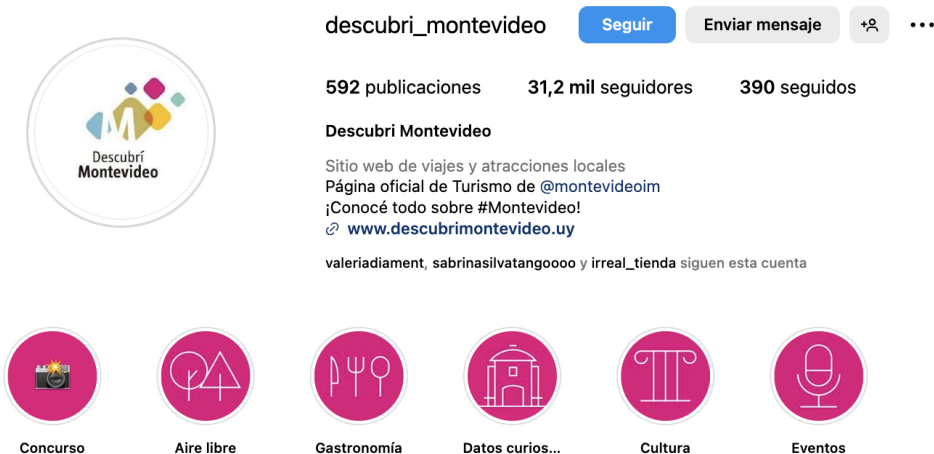 descubri_montevideo
Seguir
Enviar mensaje
592 publicaciones
31,2 mil seguidores
390 seguidos
M
Descubrí
Montevideo
Descubri Montevideo
Sitio web de viajes y atracciones locales
Página oficial de Turismo de @montevideoim
¡Conocé todo sobre #Montevideo!
www.descubrimontevideo.uy
valeriadiament, sabrinasilvatangoooo y irreal_tienda siguen esta cuenta
Concurso
Aire libre
Gastronomía
Datos curios...
Cultura
Eventos